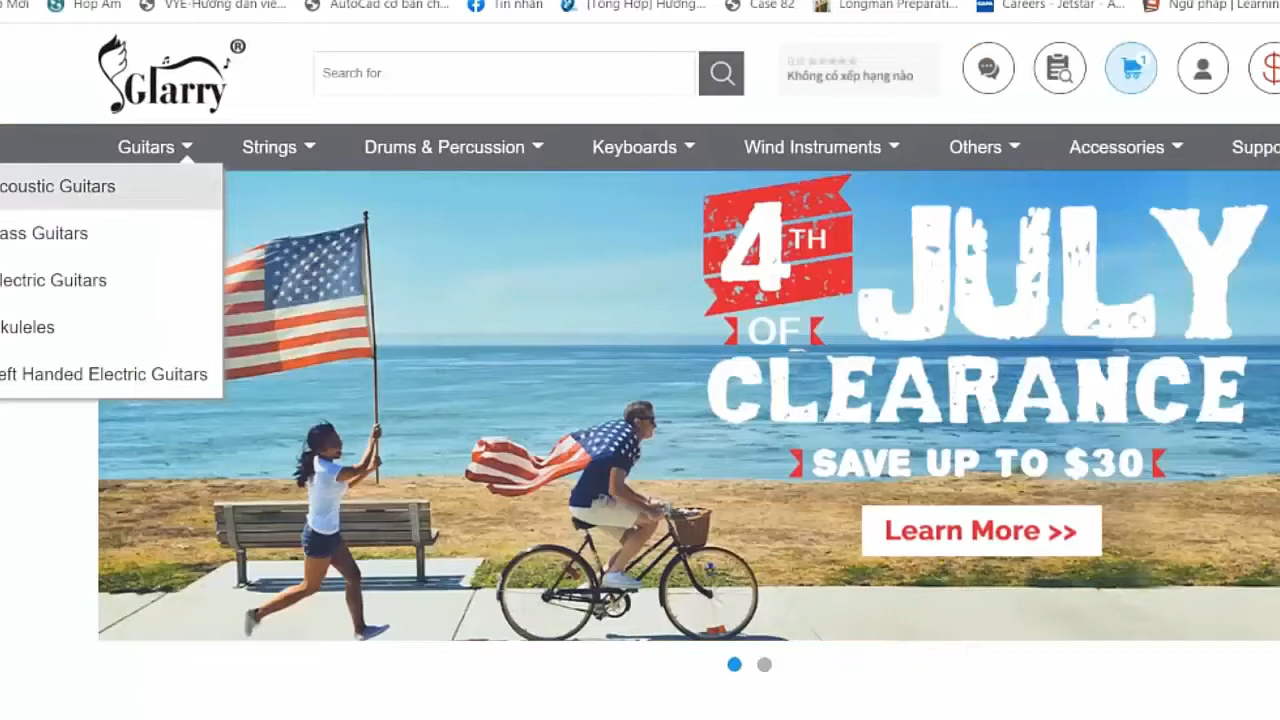 Mới
Hợp Âm
VYE-Hướng dẫn viê...
AutoCad cơ bản ch...
Tin nhắn
[Tổng Hợp] Hướng...
Case 82
Longman Preparati...
Careers - Jetstar - A...
Ngữ pháp | Learnin
Glarry®
Search for
Không có xếp hạng nào
1
Guitars Strings Drums & Percussion Keyboards Wind Instruments Others Accessories Suppo
coustic Guitars
ass Guitars
lectric Guitars
kuleles
eft Handed Electric Guitars
4TH
OF
JULY
CLEARANCE
SAVE UP TO $30
Learn More >>